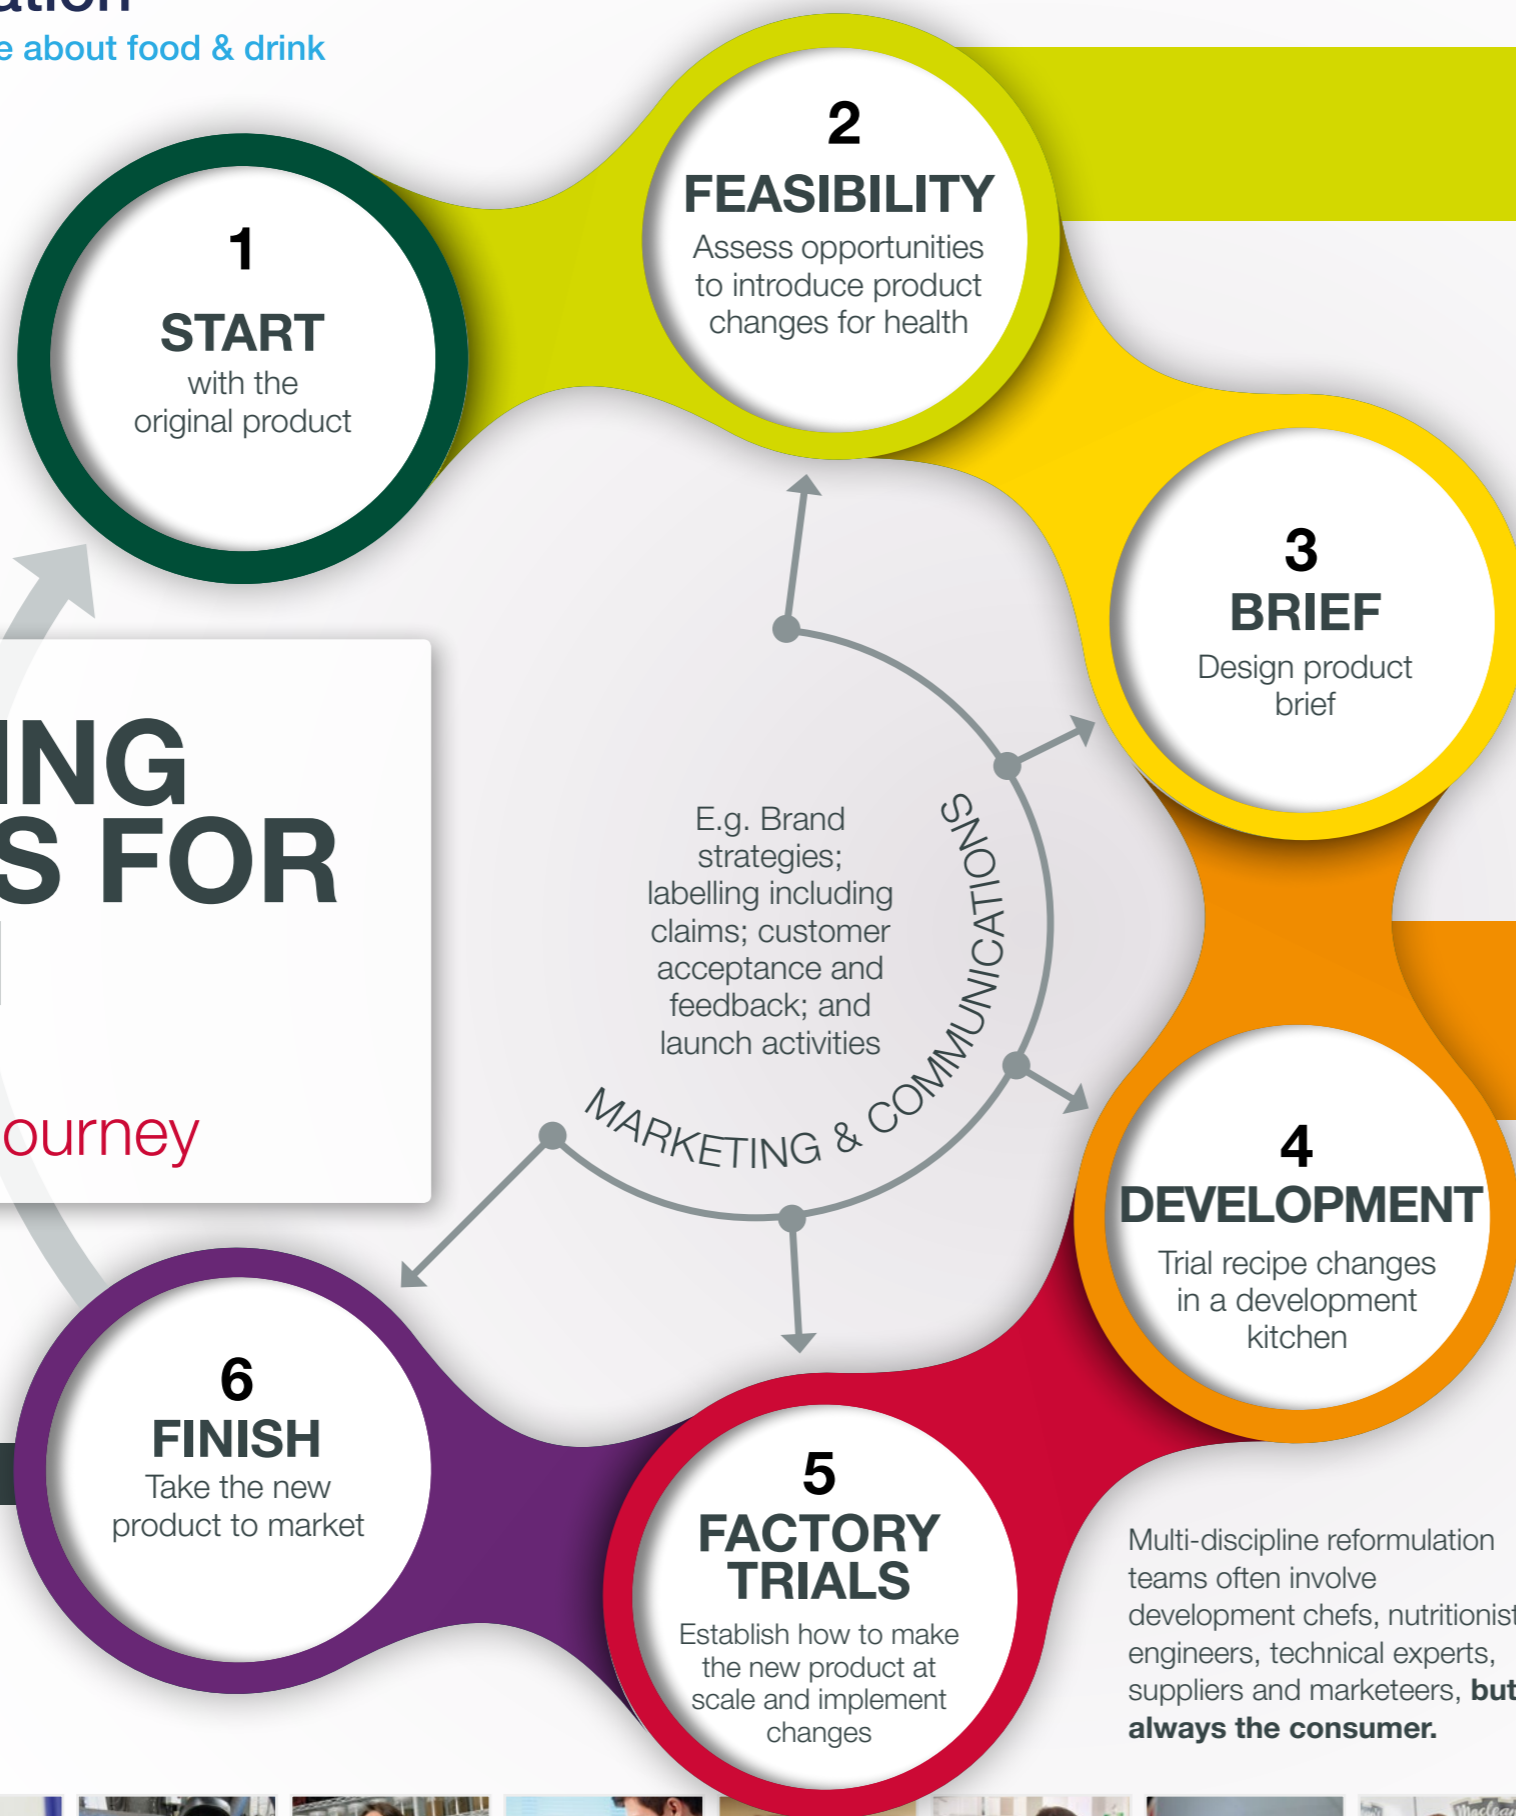 ation
e about food & drink
1
START
with the
original product
2
FEASIBILITY
Assess opportunities
to introduce product
changes for health
3
BRIEF
Design product
brief
ING
S FOR
ourney
E.g. Brand
strategies;
labelling including
claims; customer
acceptance and
feedback; and
launch activities
MARKETING & COMMUNICATIONS
4
DEVELOPMENT
Trial recipe changes
in a development
kitchen
5
FACTORY
TRIALS
Establish how to make
the new product at
scale and implement
changes
6
FINISH
Take the new
product to market
Multi-discipline reformulation
teams often involve
development chefs, nutritionist
engineers, technical experts,
suppliers and marketeers, but
always the consumer.